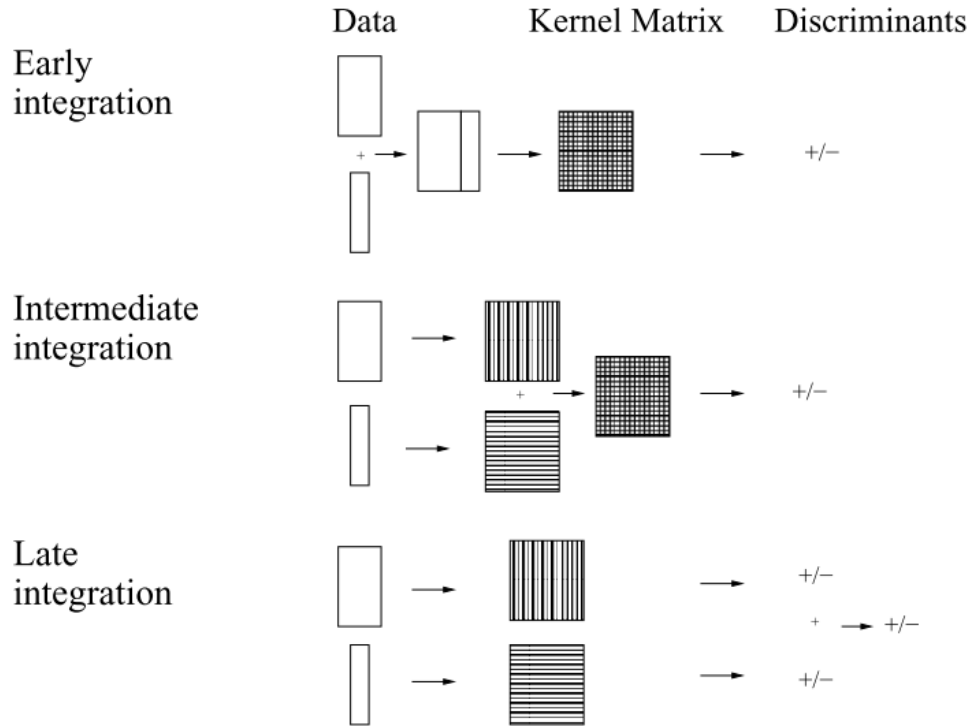 Data Kernel Matrix Discriminants
Early
integration
+
+/−
Intermediate
integration
+
+/−
Late
integration
+/−
+
+/−
+/−